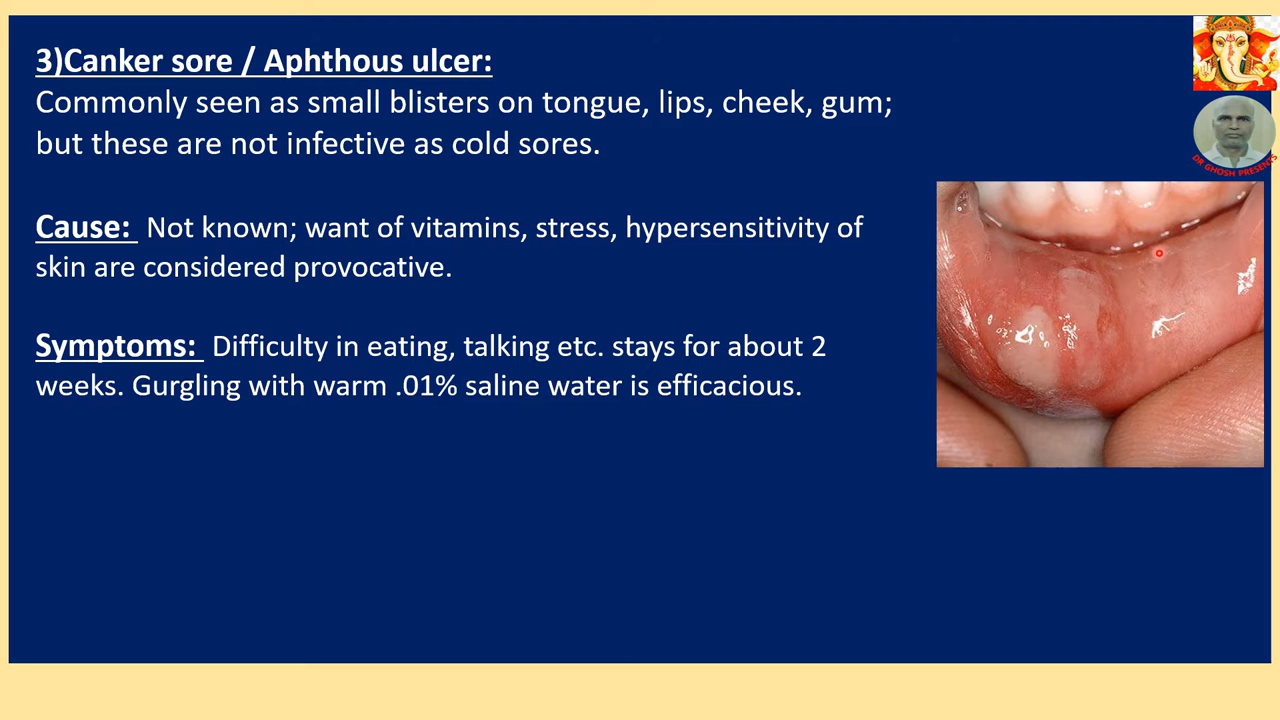 3)Canker sore / Aphthous ulcer:
Commonly seen as small blisters on tongue, lips, cheek, gum;
but these are not infective as cold sores.
Cause: Not known; want of vitamins, stress, hypersensitivity of
skin are considered provocative.
Symptoms: Difficulty in eating, talking etc. stays for about 2
weeks. Gurgling with warm .01% saline water is efficacious.
DR GHOSH PRESENTS